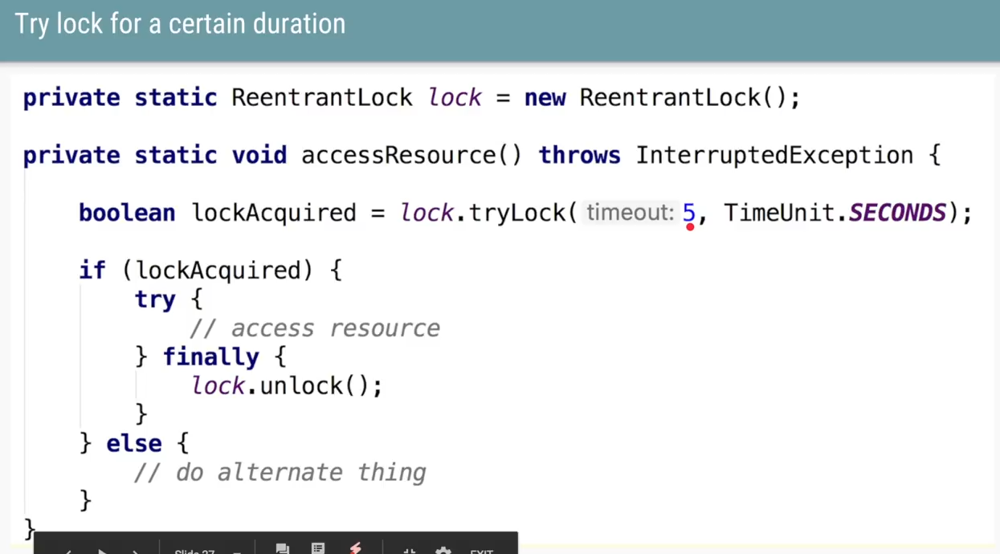 Try lock for a certain duration
private static ReentrantLock lock = new ReentrantLock();
private static void accessResource() throws InterruptedException {
boolean lockAcquired = lock.tryLock( timeout: 5, TimeUnit.SECONDS);
if (lockAcquired) {
try {
// access resource
} finally {
lock.unlock();
}
} else {
// do alternate thing
}
}
Slide 27
EXIT